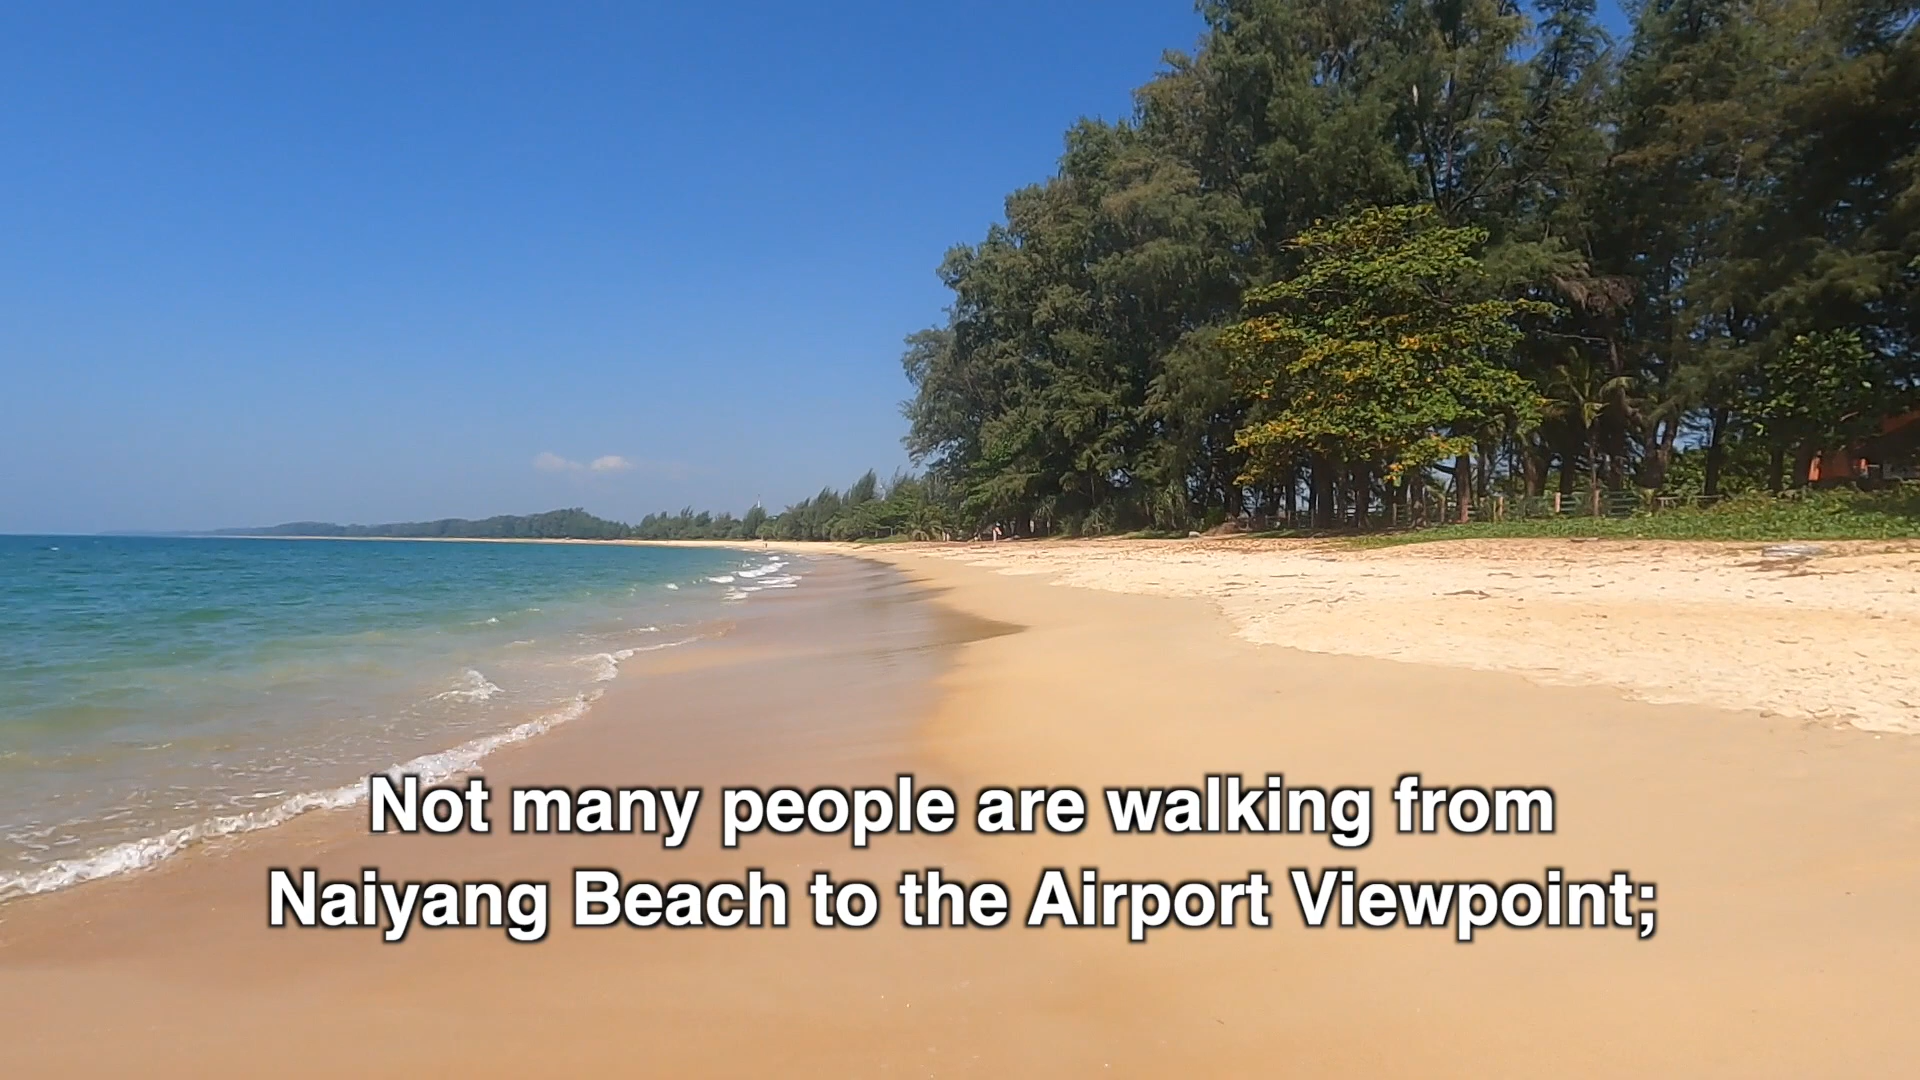 Not many people are walking from
Naiyang Beach to the Airport Viewpoint;